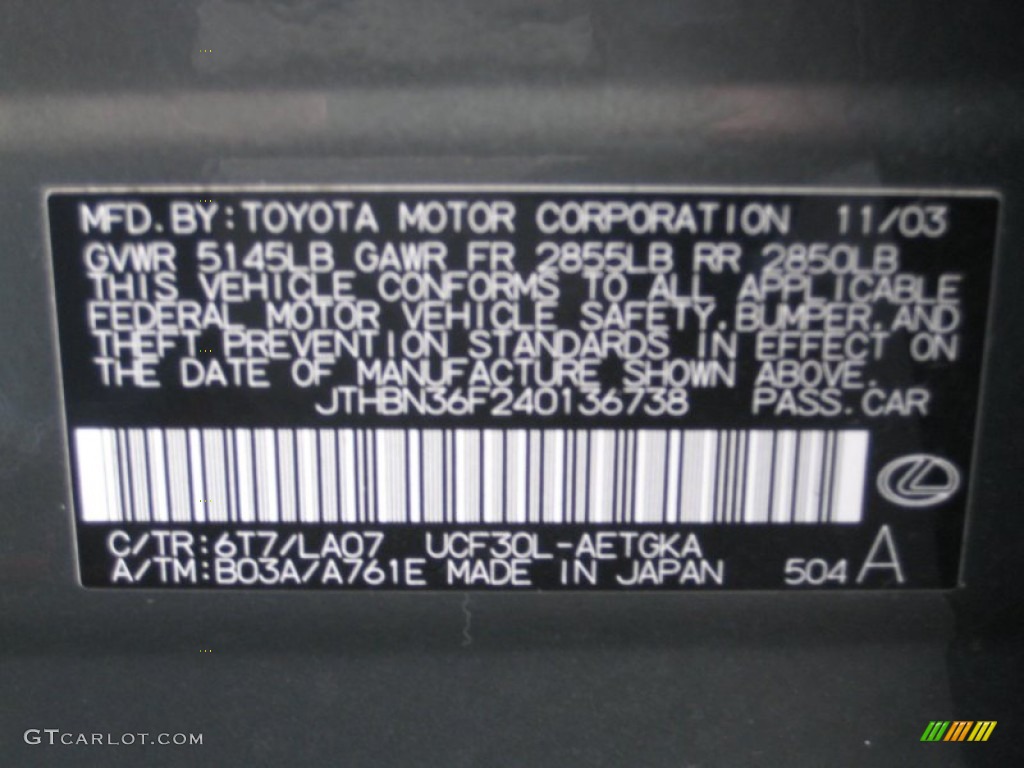 MFD.BY:TOYOTA MOTOR CORPORATION 11/03
GVWR 5145LB GAWR FR 2855LB RR 2850LB
THIS VEHICLE CONFORMS TO ALL APPLICABLE
FEDERAL MOTOR VEHICLE SAFETY,BUMPER,AND
THEFT PREVENTION STANDARDS IN EFFECT ON
THE DATE OF MANUFACTURE SHOWN ABOVE.
JTHBN36F240136738 PASS.CAR
C/TR:6T7/LA07 UCF30L-AETGKA
A/TM:B03A/A761E MADE IN JAPAN 504 A
GTCARLOT.COM